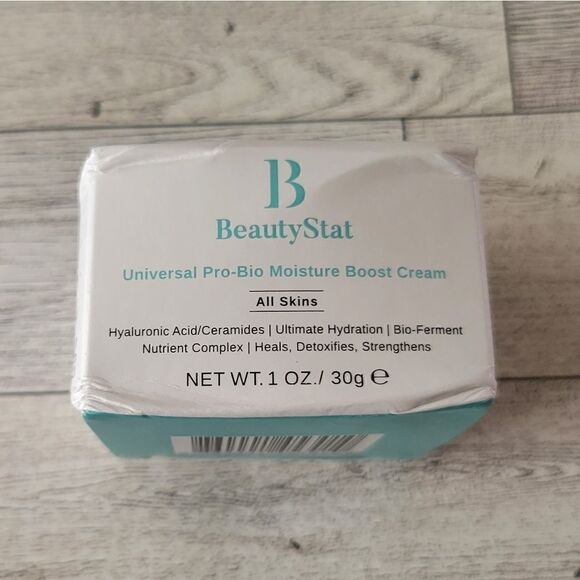 B
BeautyStat
Universal Pro-Bio Moisture Boost Cream
All Skins
Hyaluronic Acid/Ceramides | Ultimate Hydration | Bio-Ferment
Nutrient Complex | Heals, Detoxifies, Strengthens
NET WT. 1 OZ./ 30g ℮